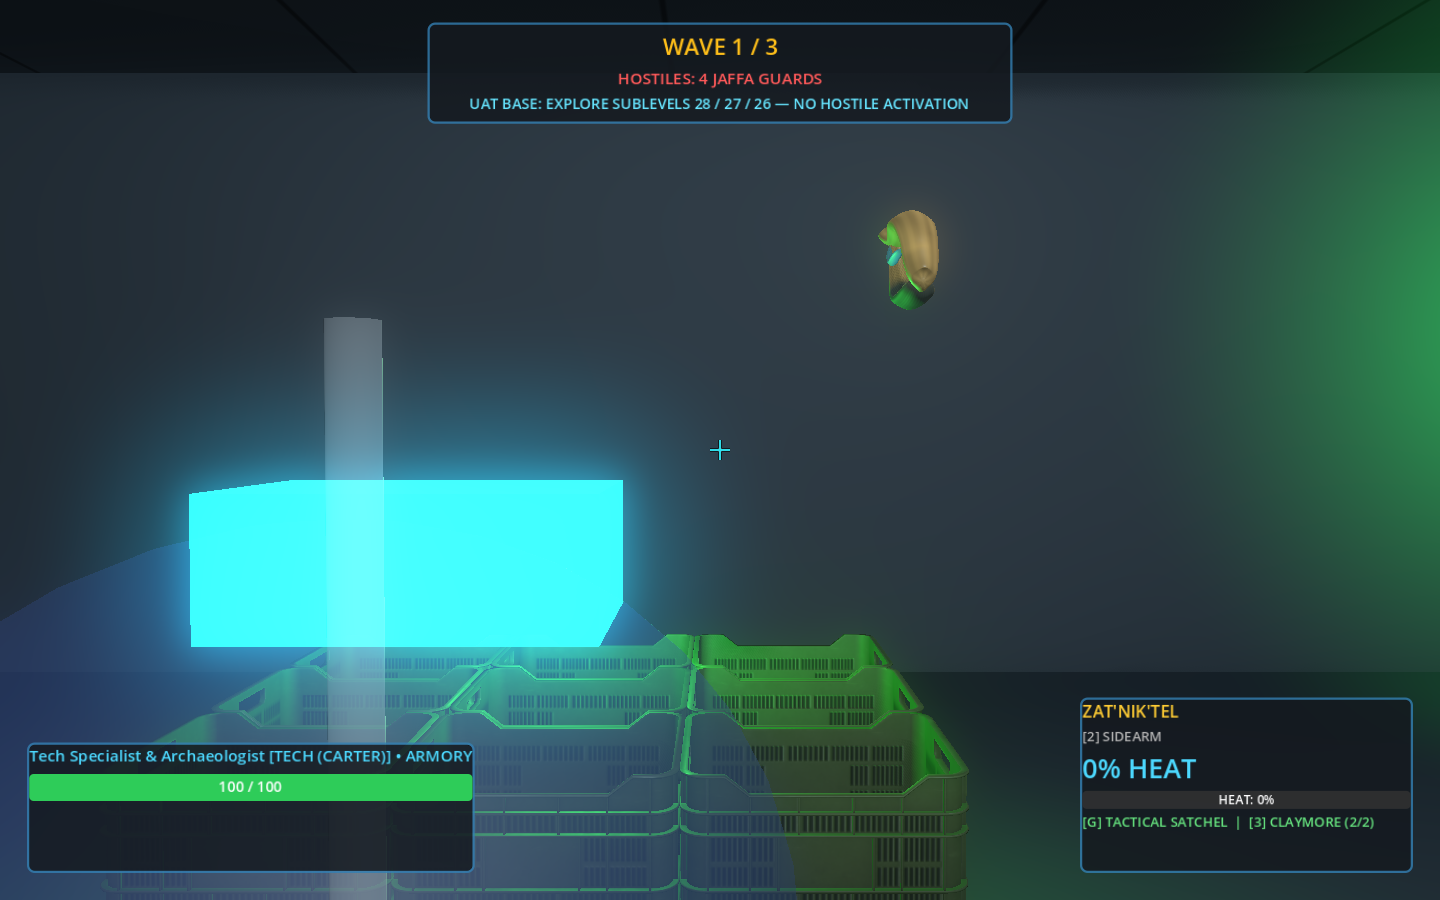 WAVE 1 / 3
HOSTILES: 4 JAFFA GUARDS
UAT BASE: EXPLORE SUBLEVELS 28 / 27 / 26 — NO HOSTILE ACTIVATION
Tech Specialist & Archaeologist [TECH (CARTER)] • ARMORY
100 / 100
ZAT'NIK'TEL
[2] SIDEARM
0% HEAT
HEAT: 0%
[G] TACTICAL SATCHEL | [3] CLAYMORE (2/2)